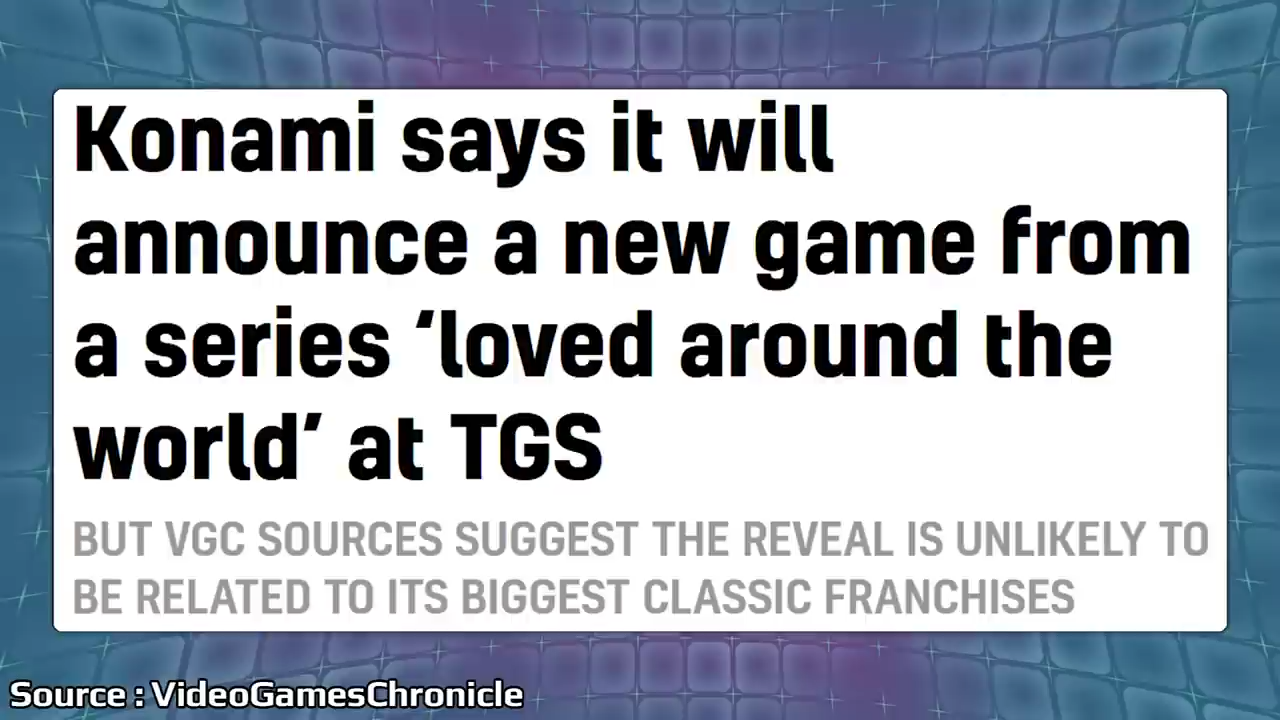 Konami says it will
announce a new game from
a series ‘loved around the
world’ at TGS
BUT VGC SOURCES SUGGEST THE REVEAL IS UNLIKELY TO
BE RELATED TO ITS BIGGEST CLASSIC FRANCHISES
Source : VideoGamesChronicle